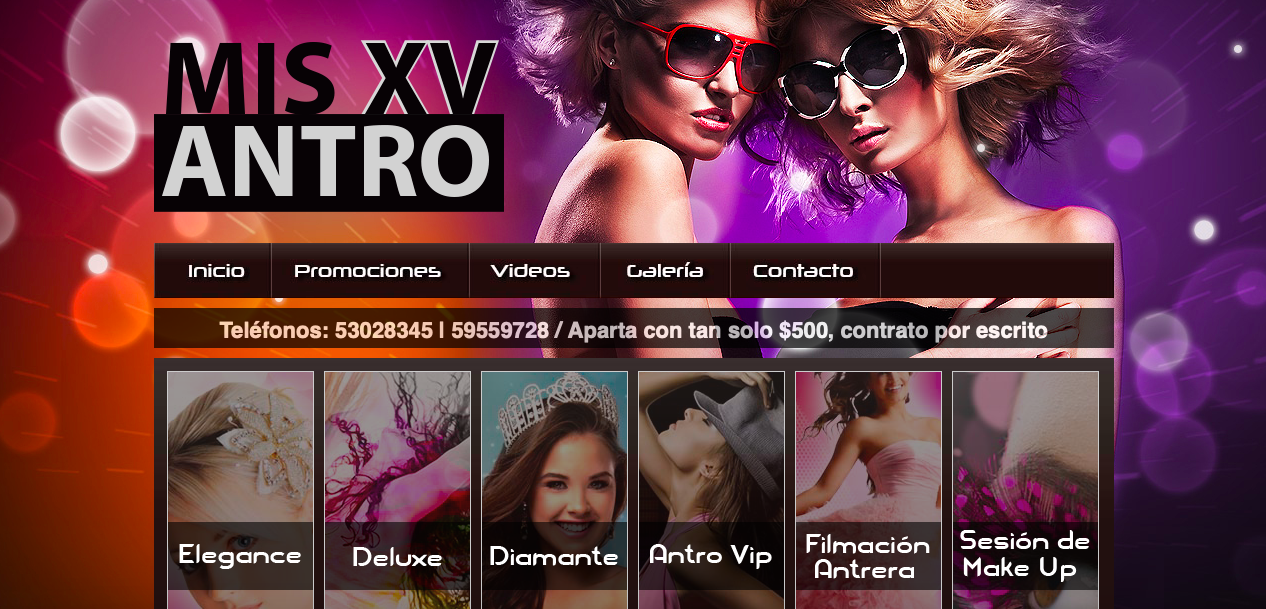 MIS XV
ANTRO
Inicio Promociones Videos Galería Contacto
Teléfonos: 53028345 | 59559728 / Aparta con tan solo $500, contrato por escrito
Elegance
Deluxe
Diamante
Antro Vip
Filmación
Antrera
Sesión de
Make Up